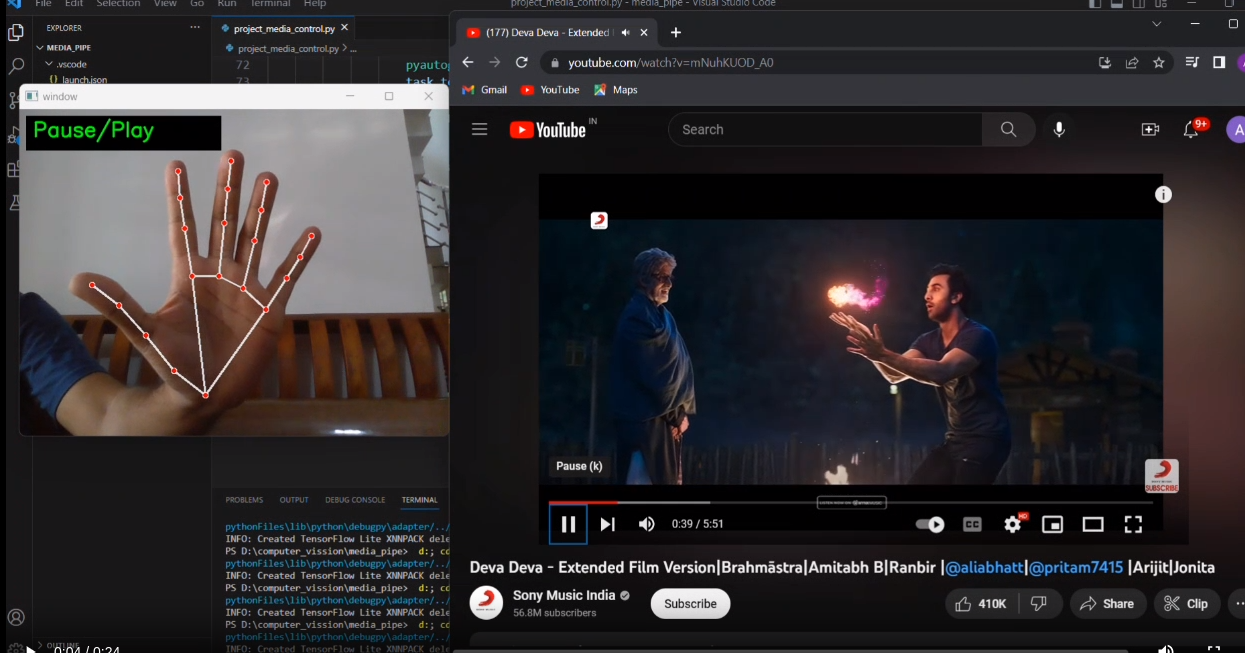 File Edit Selection View Go Run Terminal Help
project_media_control.py - media_pipe - Visual Studio Code
EXPLORER
MEDIA_PIPE
.vscode
launch.json
project_media_control.py
project_media_control.py > ...
72
pyautog
73
window
Pause/Play
PROBLEMS OUTPUT DEBUG CONSOLE TERMINAL
pythonFiles\lib\python\debugpy\adapter/../
INFO: Created TensorFlow Lite XNNPACK dele
PS D:\computer_vission\media_pipe> d:; cd
pythonFiles\lib\python\debugpy\adapter/../
INFO: Created TensorFlow Lite XNNPACK dele
PS D:\computer_vission\media_pipe> d:; cd
pythonFiles\lib\python\debugpy\adapter/../
INFO: Created TensorFlow Lite XNNPACK dele
PS D:\computer_vission\media_pipe> d:; cd
pythonFiles\lib\python\debugpy\adapter/../
INFO: Created TensorFlow Lite XNNPACK dele
OUTLINE
0:04 / 0:24
(177) Deva Deva - Extended
youtube.com/watch?v=mNuhKUOD_A0
Gmail YouTube Maps
YouTube IN
Search
9+
A
Pause (k)
SUBSCRIBE
0:39 / 5:51
CC
HD
Deva Deva - Extended Film Version|Brahmāstra|Amitabh B|Ranbir |@aliabhatt|@pritam7415 |Arijit|Jonita
Sony Music India
56.8M subscribers
Subscribe
410K
Share
Clip